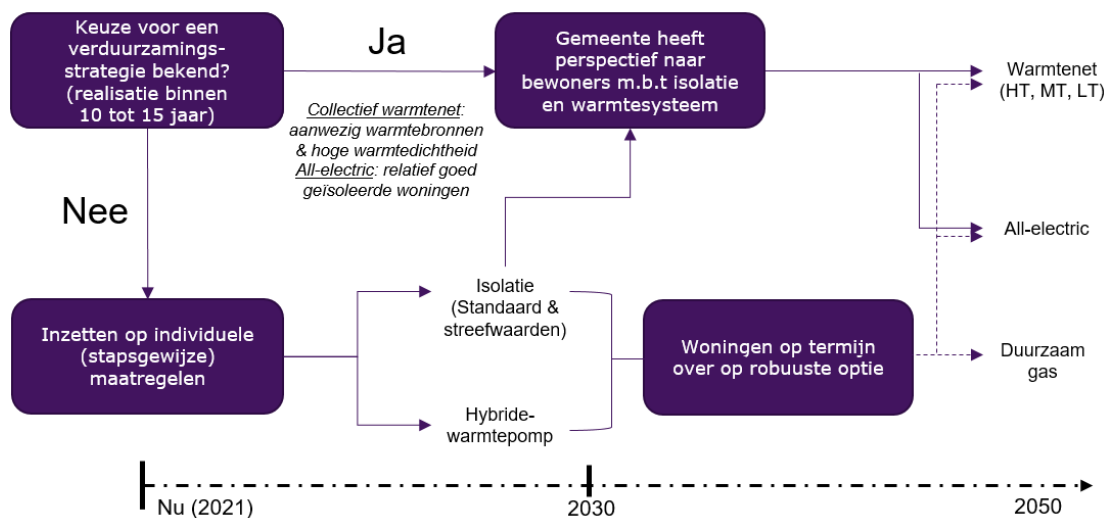 Keuze voor een
verduurzamings-
strategie bekend?
(realisatie binnen
10 tot 15 jaar)
Ja
Collectief warmtenet:
aanwezig warmtebronnen
& hoge warmtedichtheid
All-electric: relatief goed
geïsoleerde woningen
Gemeente heeft
perspectief naar
bewoners m.b.t isolatie
en warmtesysteem
Warmtenet
(HT, MT, LT)
Nee
All-electric
Inzetten op individuele
(stapsgewijze)
maatregelen
Isolatie
(Standaard &
streefwaarden)
Hybride-
warmtepomp
Woningen op termijn
over op robuuste optie
Duurzaam
gas
Nu (2021)
2030
2050